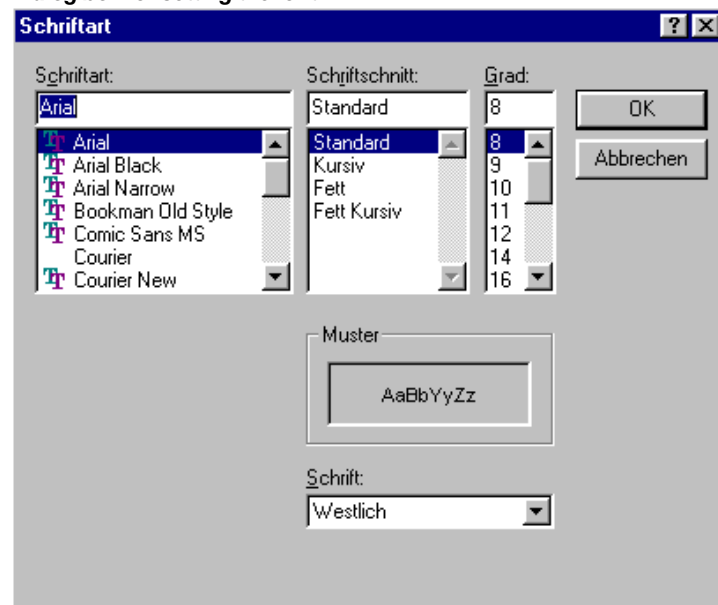 Schriftart
Schriftart:
Arial
Arial
Arial Black
Arial Narrow
Bookman Old Style
Comic Sans MS
Courier
Courier New
Schriftschnitt:
Standard
Standard
Kursiv
Fett
Fett Kursiv
Grad:
8
8
9
10
11
12
14
16
OK
Abbrechen
Muster
AaBbYyZz
Schrift:
Westlich